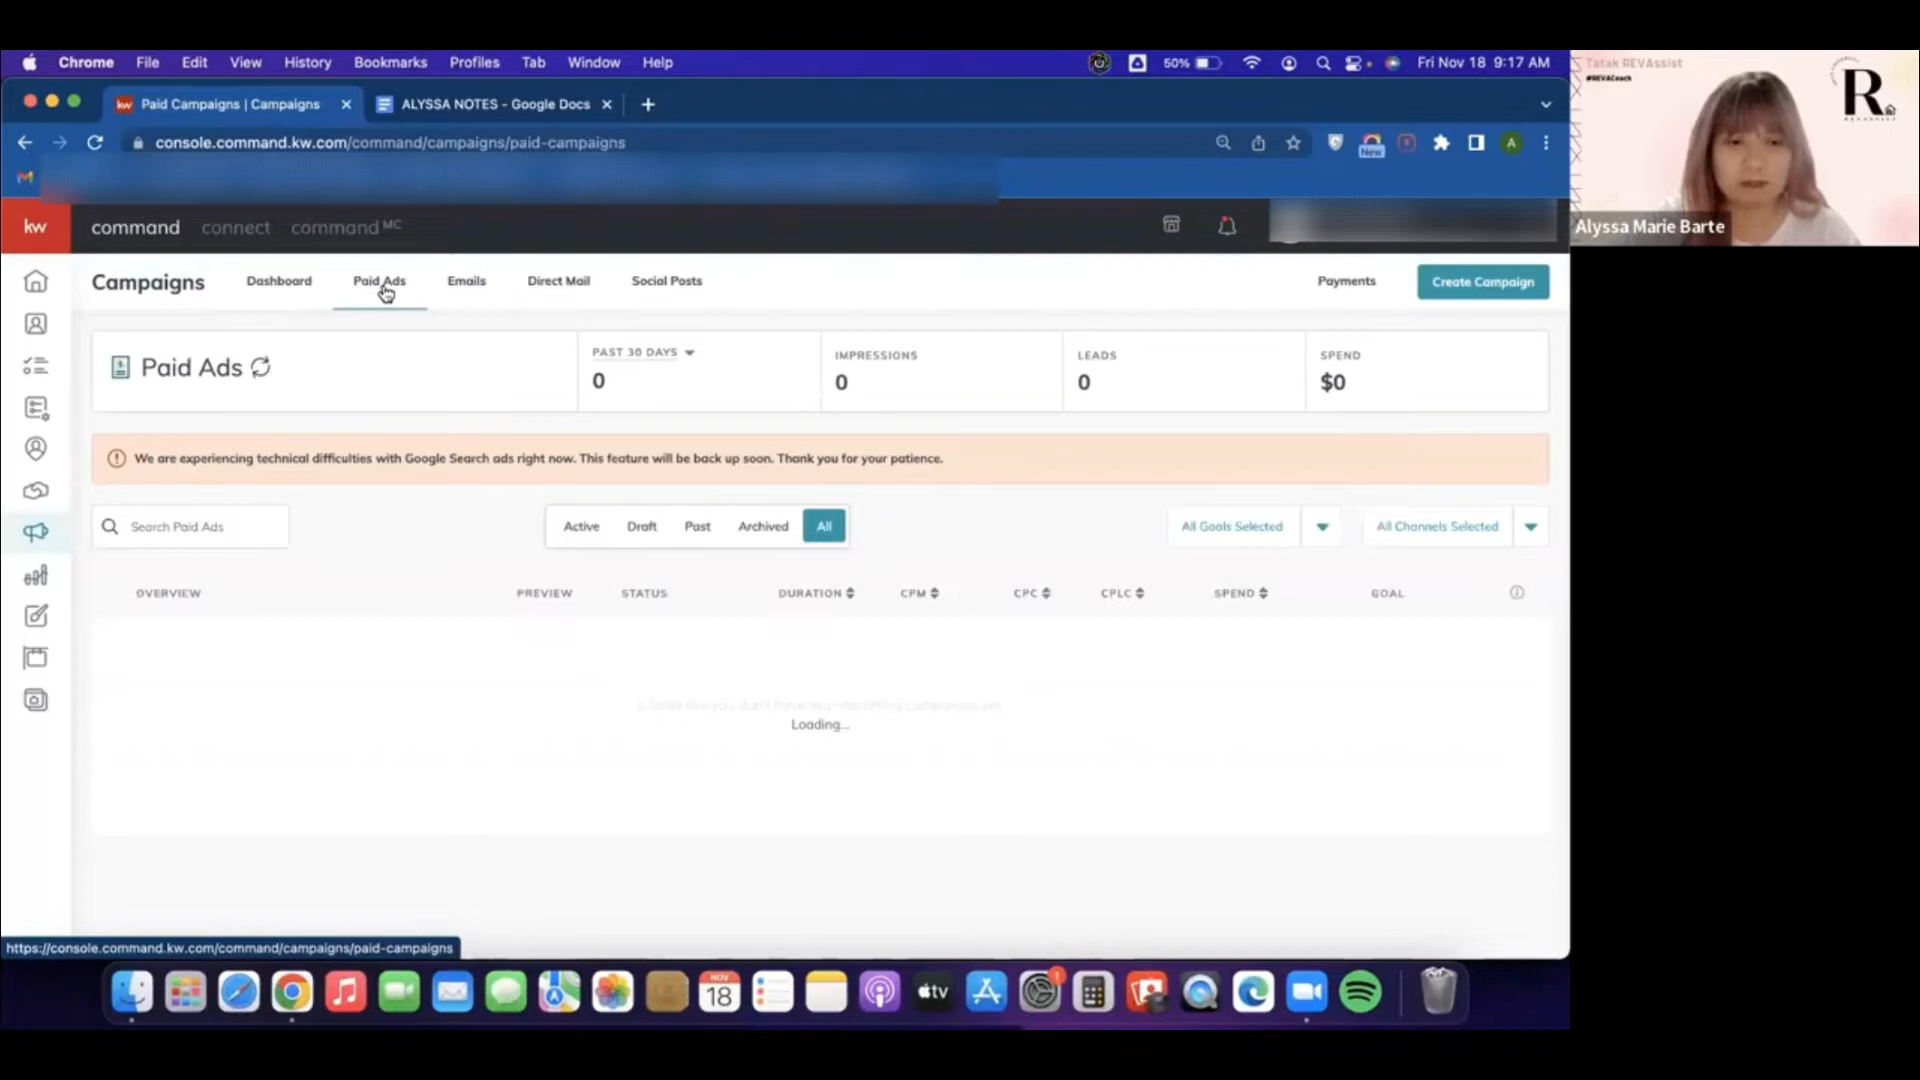 Chrome File Edit View History Bookmarks Profiles Tab Window Help 50% Fri Nov 18 9:17 AM
Paid Campaigns | Campaigns ALYSSA NOTES - Google Docs
console.command.kw.com/command/campaigns/paid-campaigns New A
kw command connect command MC
Campaigns Dashboard Paid Ads Emails Direct Mail Social Posts Payments Create Campaign
Paid Ads PAST 30 DAYS IMPRESSIONS LEADS SPEND
0 0 0 $0
We are experiencing technical difficulties with Google Search ads right now. This feature will be back up soon. Thank you for your patience.
Search Paid Ads Active Draft Past Archived All All Goals Selected All Channels Selected
OVERVIEW PREVIEW STATUS DURATION CPM CPC CPLC SPEND GOAL
Loading...
https://console.command.kw.com/command/campaigns/paid-campaigns
NOV
18
1
tv
Tatak REVAssist
#REVACoach
R
Alyssa Marie Barte